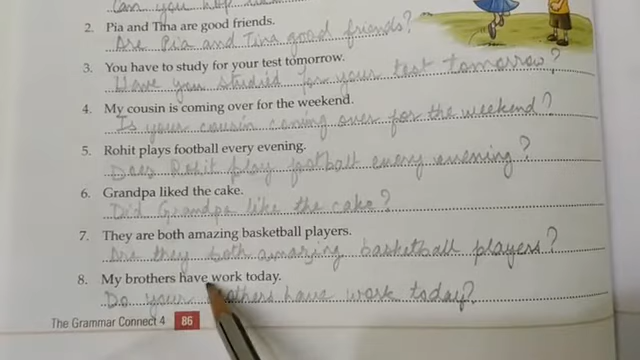 Can you help
2. Pia and Tina are good friends.
Are Pia and Tina good friends?
3. You have to study for your test tomorrow.
Have you studied for your test tomorrow?
4. My cousin is coming over for the weekend.
Is your cousin coming over for the weekend?
5. Rohit plays football every evening.
Does Rohit play football every evening?
6. Grandpa liked the cake.
Did Grandpa like the cake?
7. They are both amazing basketball players.
Are they both amazing basketball players?
8. My brothers have work today.
Do your brothers have work today?
The Grammar Connect 4 86